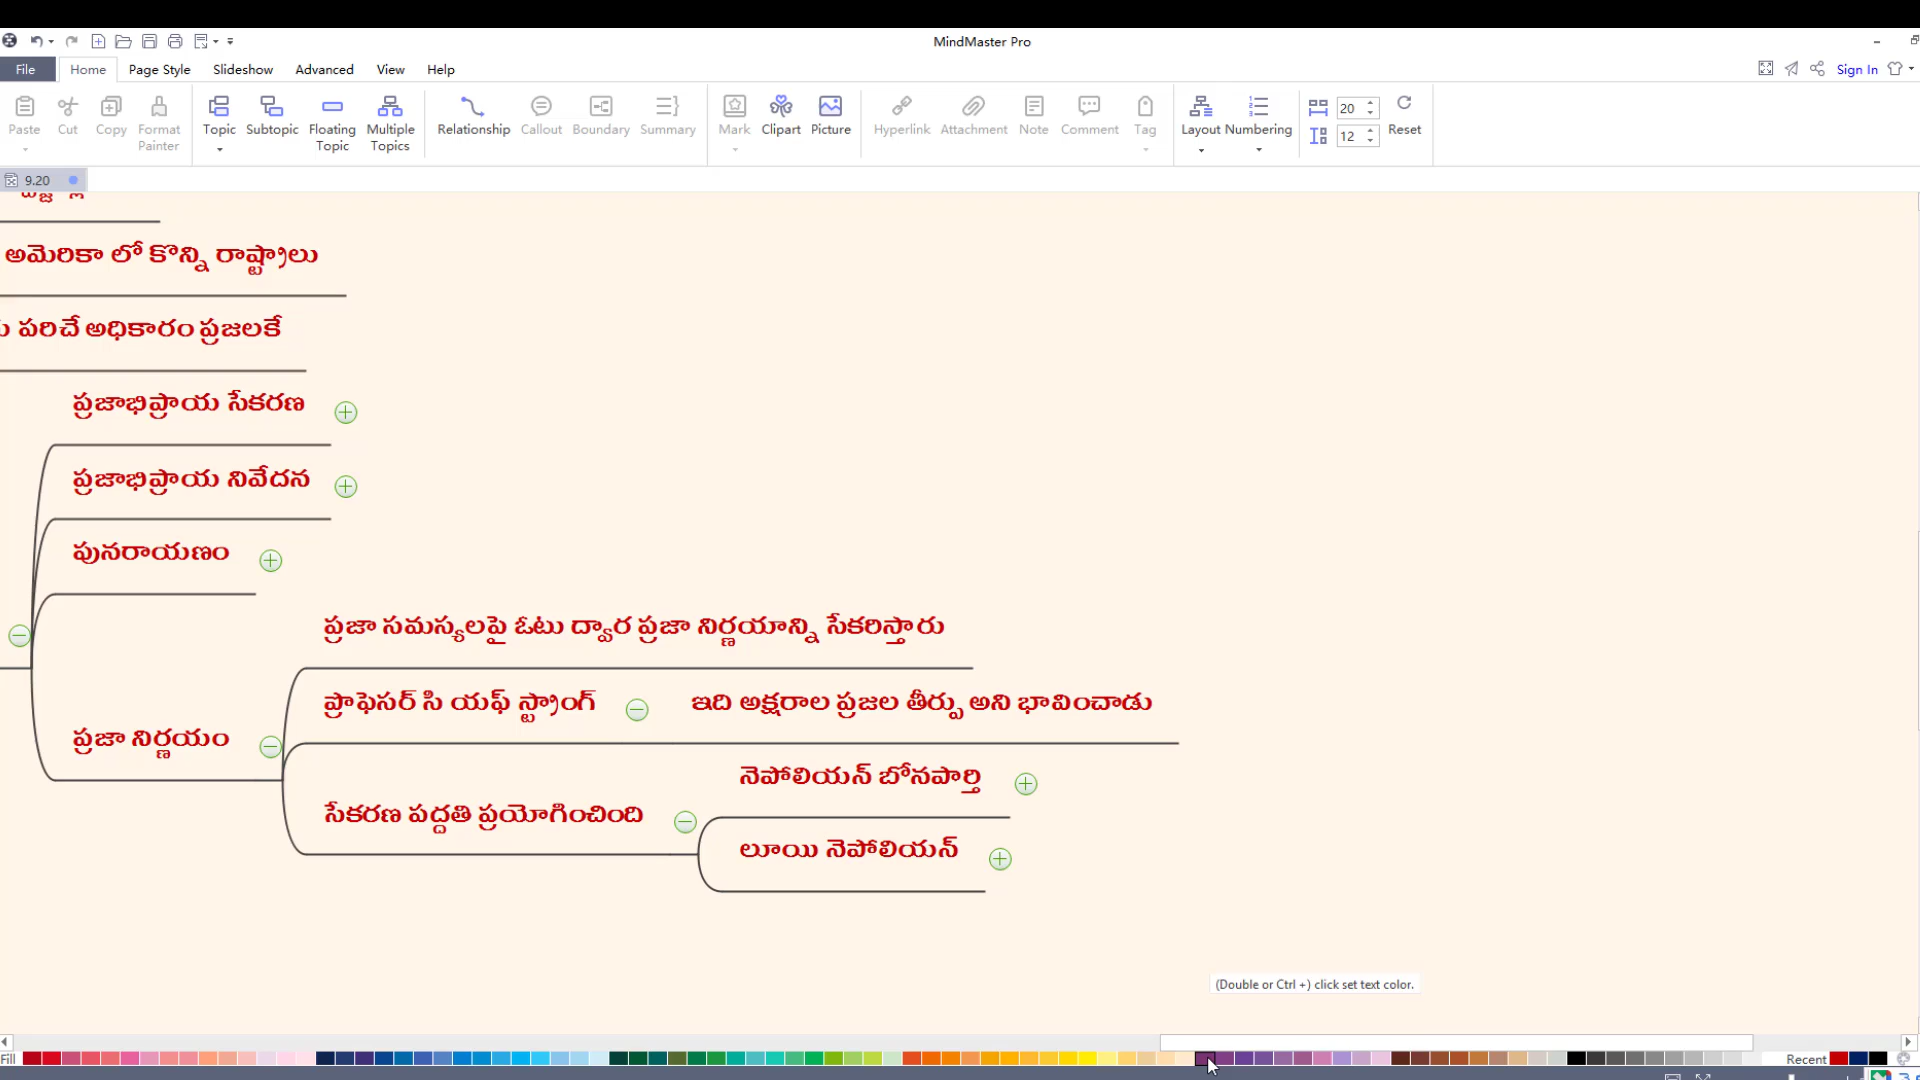 MindMaster Pro
File Home Page Style Slideshow Advanced View Help
Sign In
Paste Cut Copy Format Painter
Topic Subtopic Floating Topic Multiple Topics
Relationship Callout Boundary Summary
Mark Clipart Picture
Hyperlink Attachment Note Comment Tag
Layout Numbering
20
12
Reset
9.20
అమెరికా లో కొన్ని రాష్ట్రాలు
పరిచే అధికారం ప్రజలకే
ప్రజాభిప్రాయ సేకరణ
ప్రజాభిప్రాయ నివేదన
పునరాయణం
ప్రజా సమస్యలపై ఓటు ద్వార ప్రజా నిర్ణయాన్ని సేకరిస్తారు
ప్రొఫెసర్ సి యఫ్ స్ట్రాంగ్
ఇది అక్షరాల ప్రజల తీర్పు అని భావించాడు
ప్రజా నిర్ణయం
నెపోలియన్ బోనపార్తి
సేకరణ పద్దతి ప్రయోగించింది
లూయి నెపోలియన్
(Double or Ctrl +) click set text color.
Fill
Recent